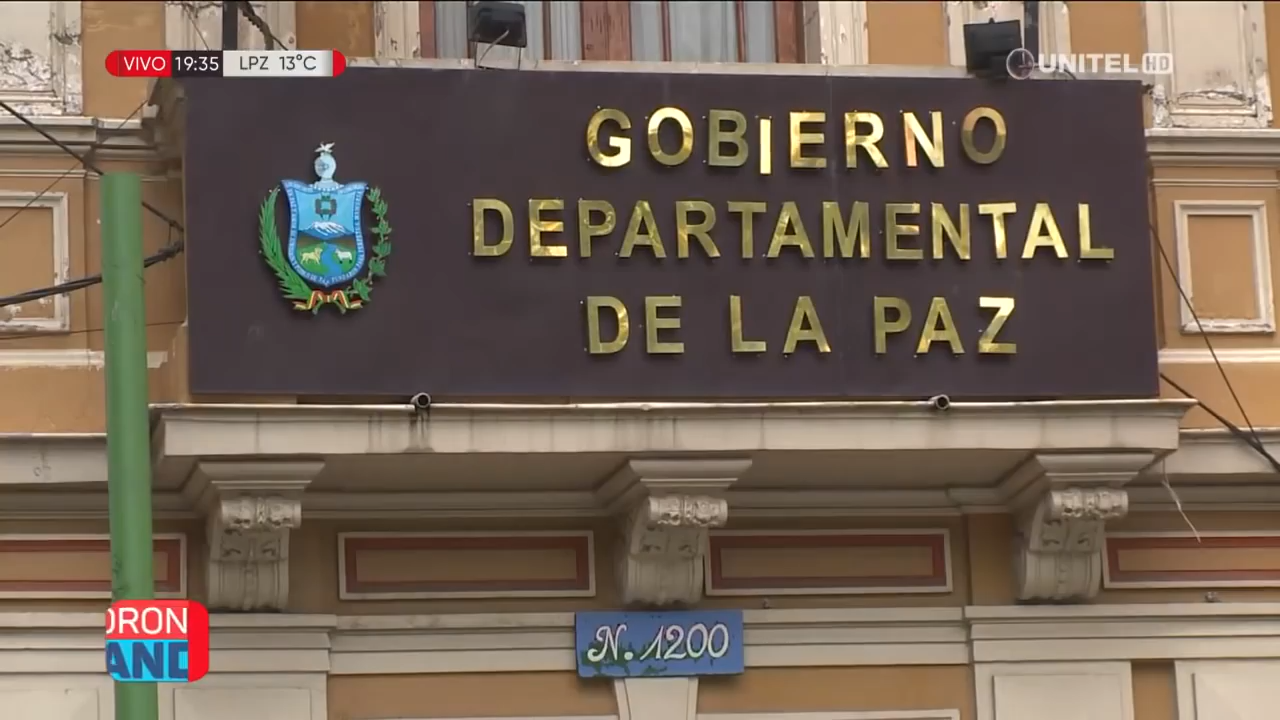 VIVO 19:35 LPZ 13°C
UNITEL HD
GOBIERNO
DEPARTAMENTAL
DE LA PAZ
N. 1200